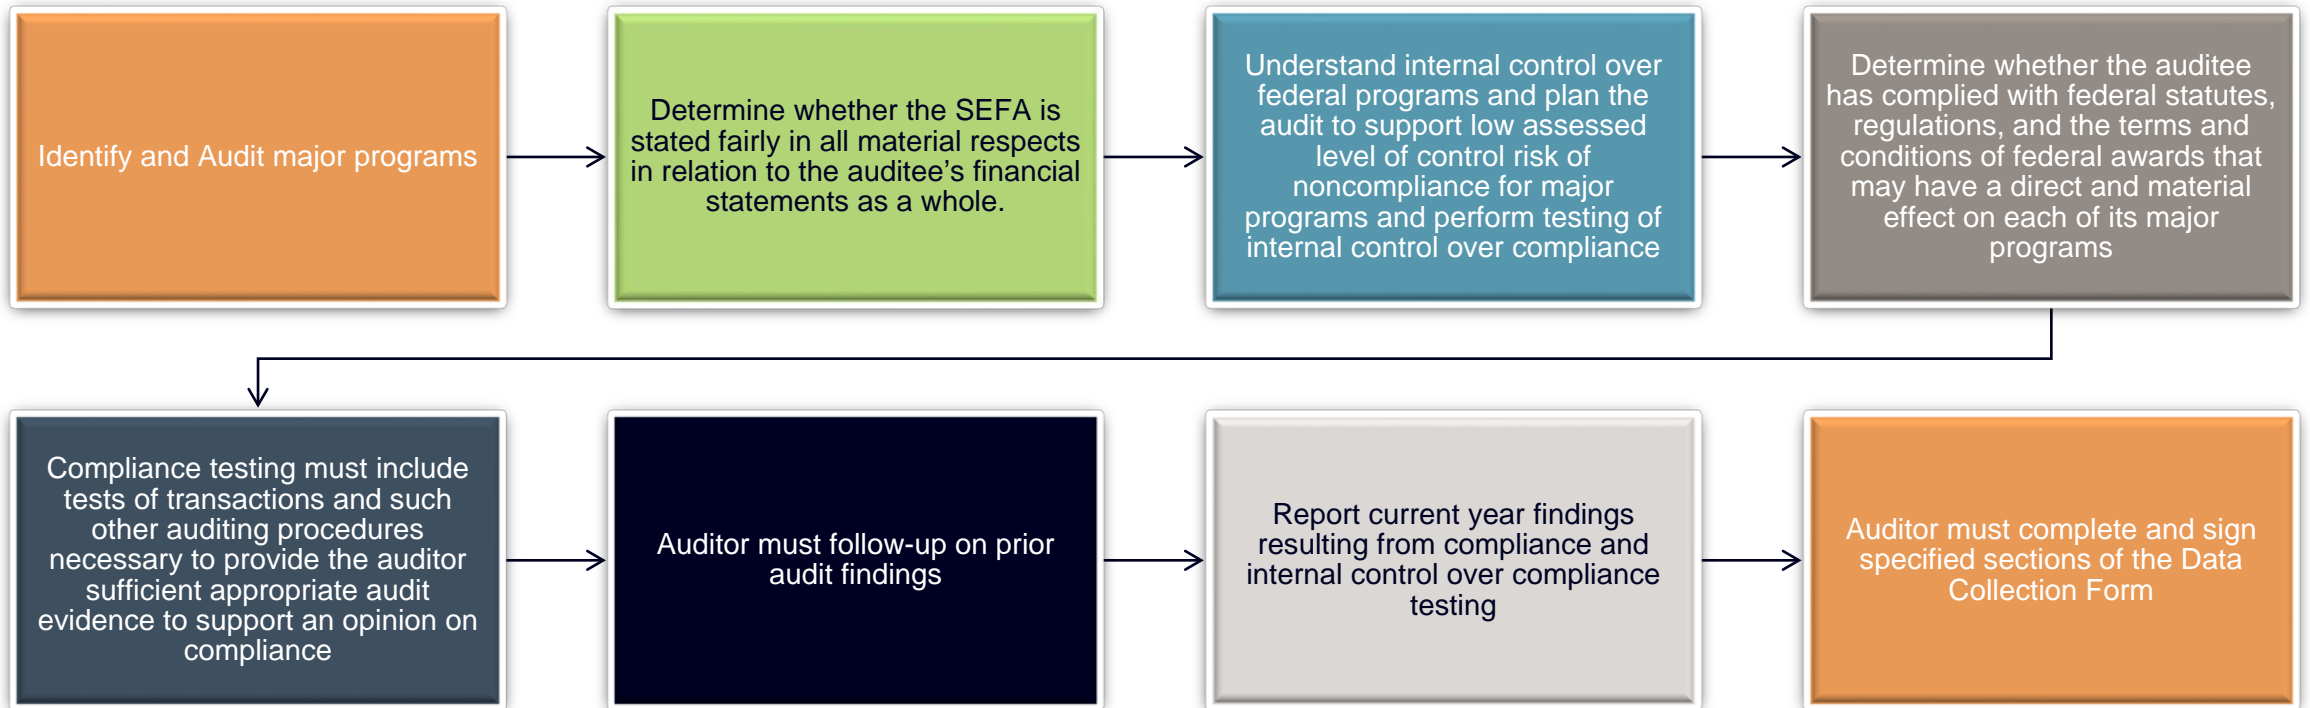 Identify and Audit major programs
Determine whether the SEFA is
stated fairly in all material respects
in relation to the auditee’s financial
statements as a whole.
Understand internal control over
federal programs and plan the
audit to support low assessed
level of control risk of
noncompliance for major
programs and perform testing of
internal control over compliance
Determine whether the auditee
has complied with federal statutes,
regulations, and the terms and
conditions of federal awards that
may have a direct and material
effect on each of its major
programs
Compliance testing must include
tests of transactions and such
other auditing procedures
necessary to provide the auditor
sufficient appropriate audit
evidence to support an opinion on
compliance
Auditor must follow-up on prior
audit findings
Report current year findings
resulting from compliance and
internal control over compliance
testing
Auditor must complete and sign
specified sections of the Data
Collection Form